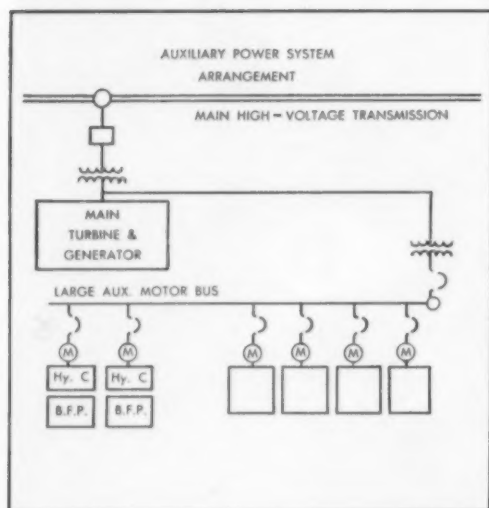 AUXILIARY POWER SYSTEM
ARRANGEMENT
MAIN HIGH-VOLTAGE TRANSMISSION
MAIN
TURBINE &
GENERATOR
LARGE AUX. MOTOR BUS
M M M M M M
Hy. C Hy. C
B.F.P. B.F.P.